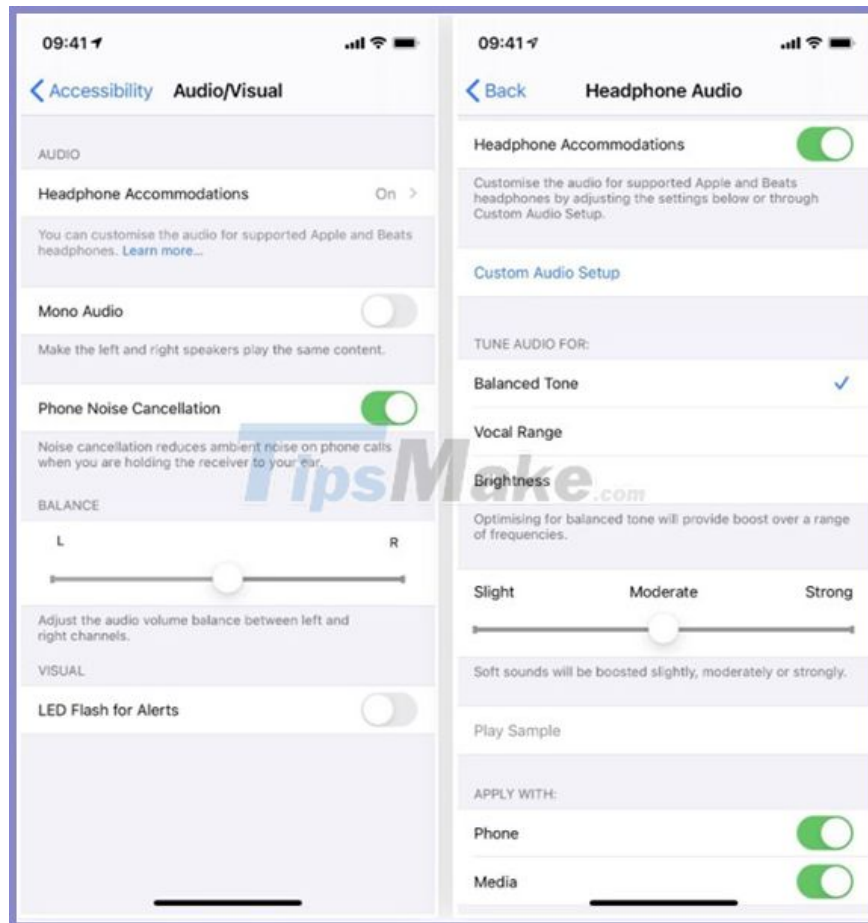 09:41
Accessibility Audio/Visual
AUDIO
Headphone Accommodations On
You can customise the audio for supported Apple and Beats
headphones. Learn more...
Mono Audio
Make the left and right speakers play the same content.
Phone Noise Cancellation
Noise cancellation reduces ambient noise on phone calls
when you are holding the receiver to your ear.
BALANCE
L R
Adjust the audio volume balance between left and
right channels.
VISUAL
LED Flash for Alerts
09:41
Back Headphone Audio
Headphone Accommodations
Customise the audio for supported Apple and Beats
headphones by adjusting the settings below or through
Custom Audio Setup.
Custom Audio Setup
TUNE AUDIO FOR:
Balanced Tone
Vocal Range
Brightness
Optimising for balanced tone will provide boost over a range
of frequencies.
Slight Moderate Strong
Soft sounds will be boosted slightly, moderately or strongly.
Play Sample
APPLY WITH:
Phone
Media
TipsMake.com